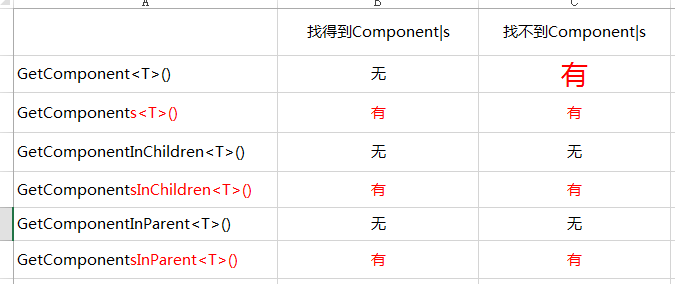 A B C
找得到Component|s 找不到Component|s
GetComponent<T>() 无 有
GetComponents<T>() 有 有
GetComponentInChildren<T>() 无 无
GetComponentsInChildren<T>() 有 有
GetComponentInParent<T>() 无 无
GetComponentsInParent<T>() 有 有